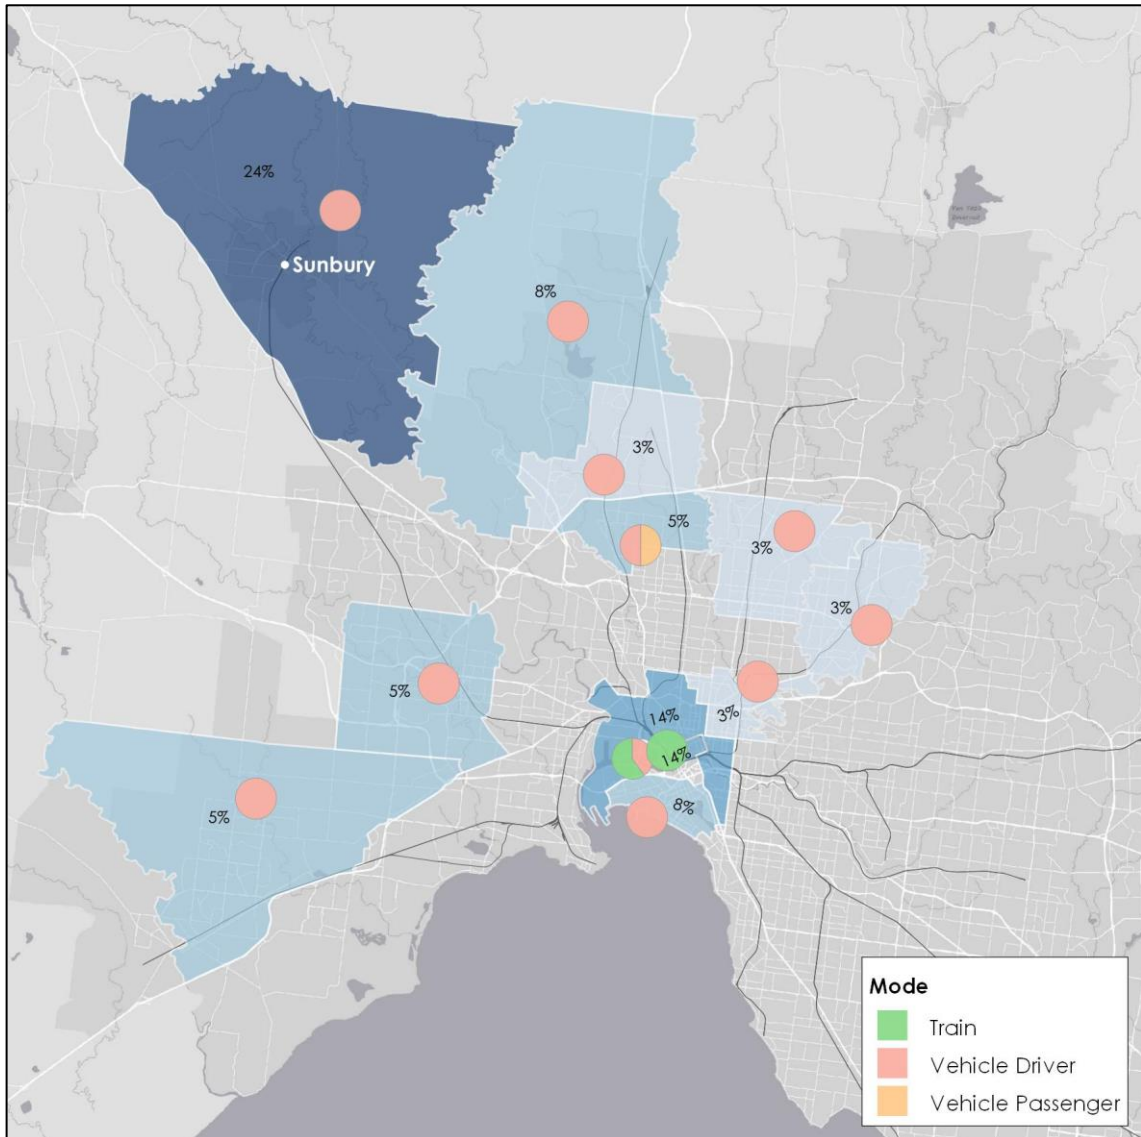 24%
Sunbury
8%
3%
5%
3%
3%
5%
3%
14%
14%
5%
8%
Mode
Train
Vehicle Driver
Vehicle Passenger